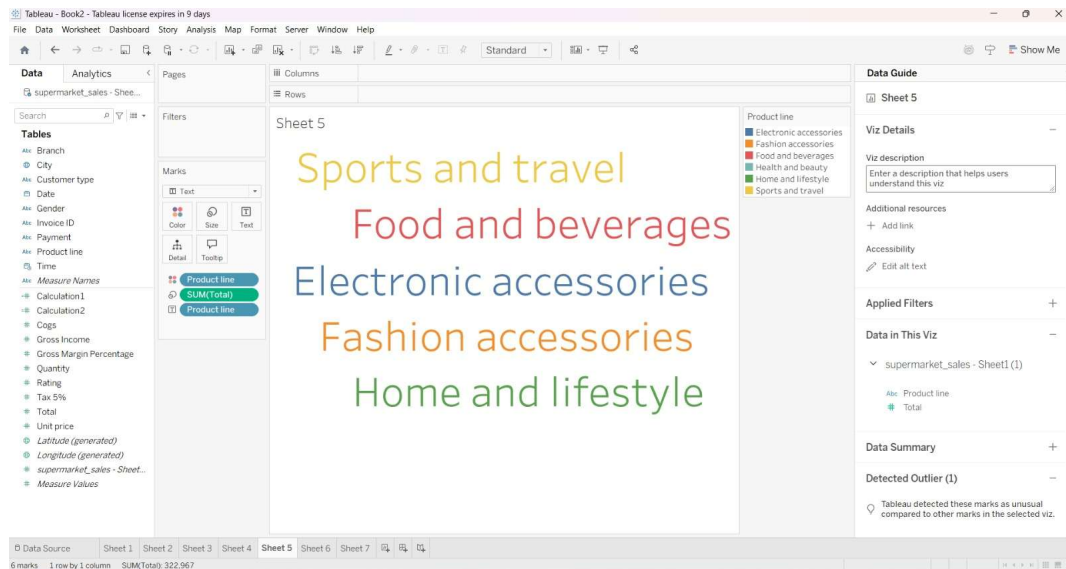 Tableau - Book2 - Tableau license expires in 9 days
File Data Worksheet Dashboard Story Analysis Map Format Server Window Help
Standard
Show Me
Data Analytics
supermarket_sales - Shee...
Search
Tables
Abc Branch
City
Abc Customer type
Date
Abc Gender
Abc Invoice ID
Abc Payment
Abc Product line
Time
Abc Measure Names
=# Calculation1
=# Calculation2
# Cogs
# Gross Income
# Gross Margin Percentage
# Quantity
# Rating
# Tax 5%
# Total
# Unit price
Latitude (generated)
Longitude (generated)
# supermarket_sales - Sheet...
# Measure Values
Pages
Filters
Marks
Text
Color Size Text
Detail Tooltip
Product line
SUM(Total)
Product line
Columns
Rows
Sheet 5
Sports and travel
Food and beverages
Electronic accessories
Fashion accessories
Home and lifestyle
Product line
Electronic accessories
Fashion accessories
Food and beverages
Health and beauty
Home and lifestyle
Sports and travel
Data Guide
Sheet 5
Viz Details
Viz description
Enter a description that helps users
understand this viz
Additional resources
+ Add link
Accessibility
Edit alt text
Applied Filters
Data in This Viz
supermarket_sales - Sheet1 (1)
Abc Product line
# Total
Data Summary
Detected Outlier (1)
Tableau detected these marks as unusual
compared to other marks in the selected viz.
Data Source Sheet 1 Sheet 2 Sheet 3 Sheet 4 Sheet 5 Sheet 6 Sheet 7
6 marks 1 row by 1 column SUM(Total): 322,967